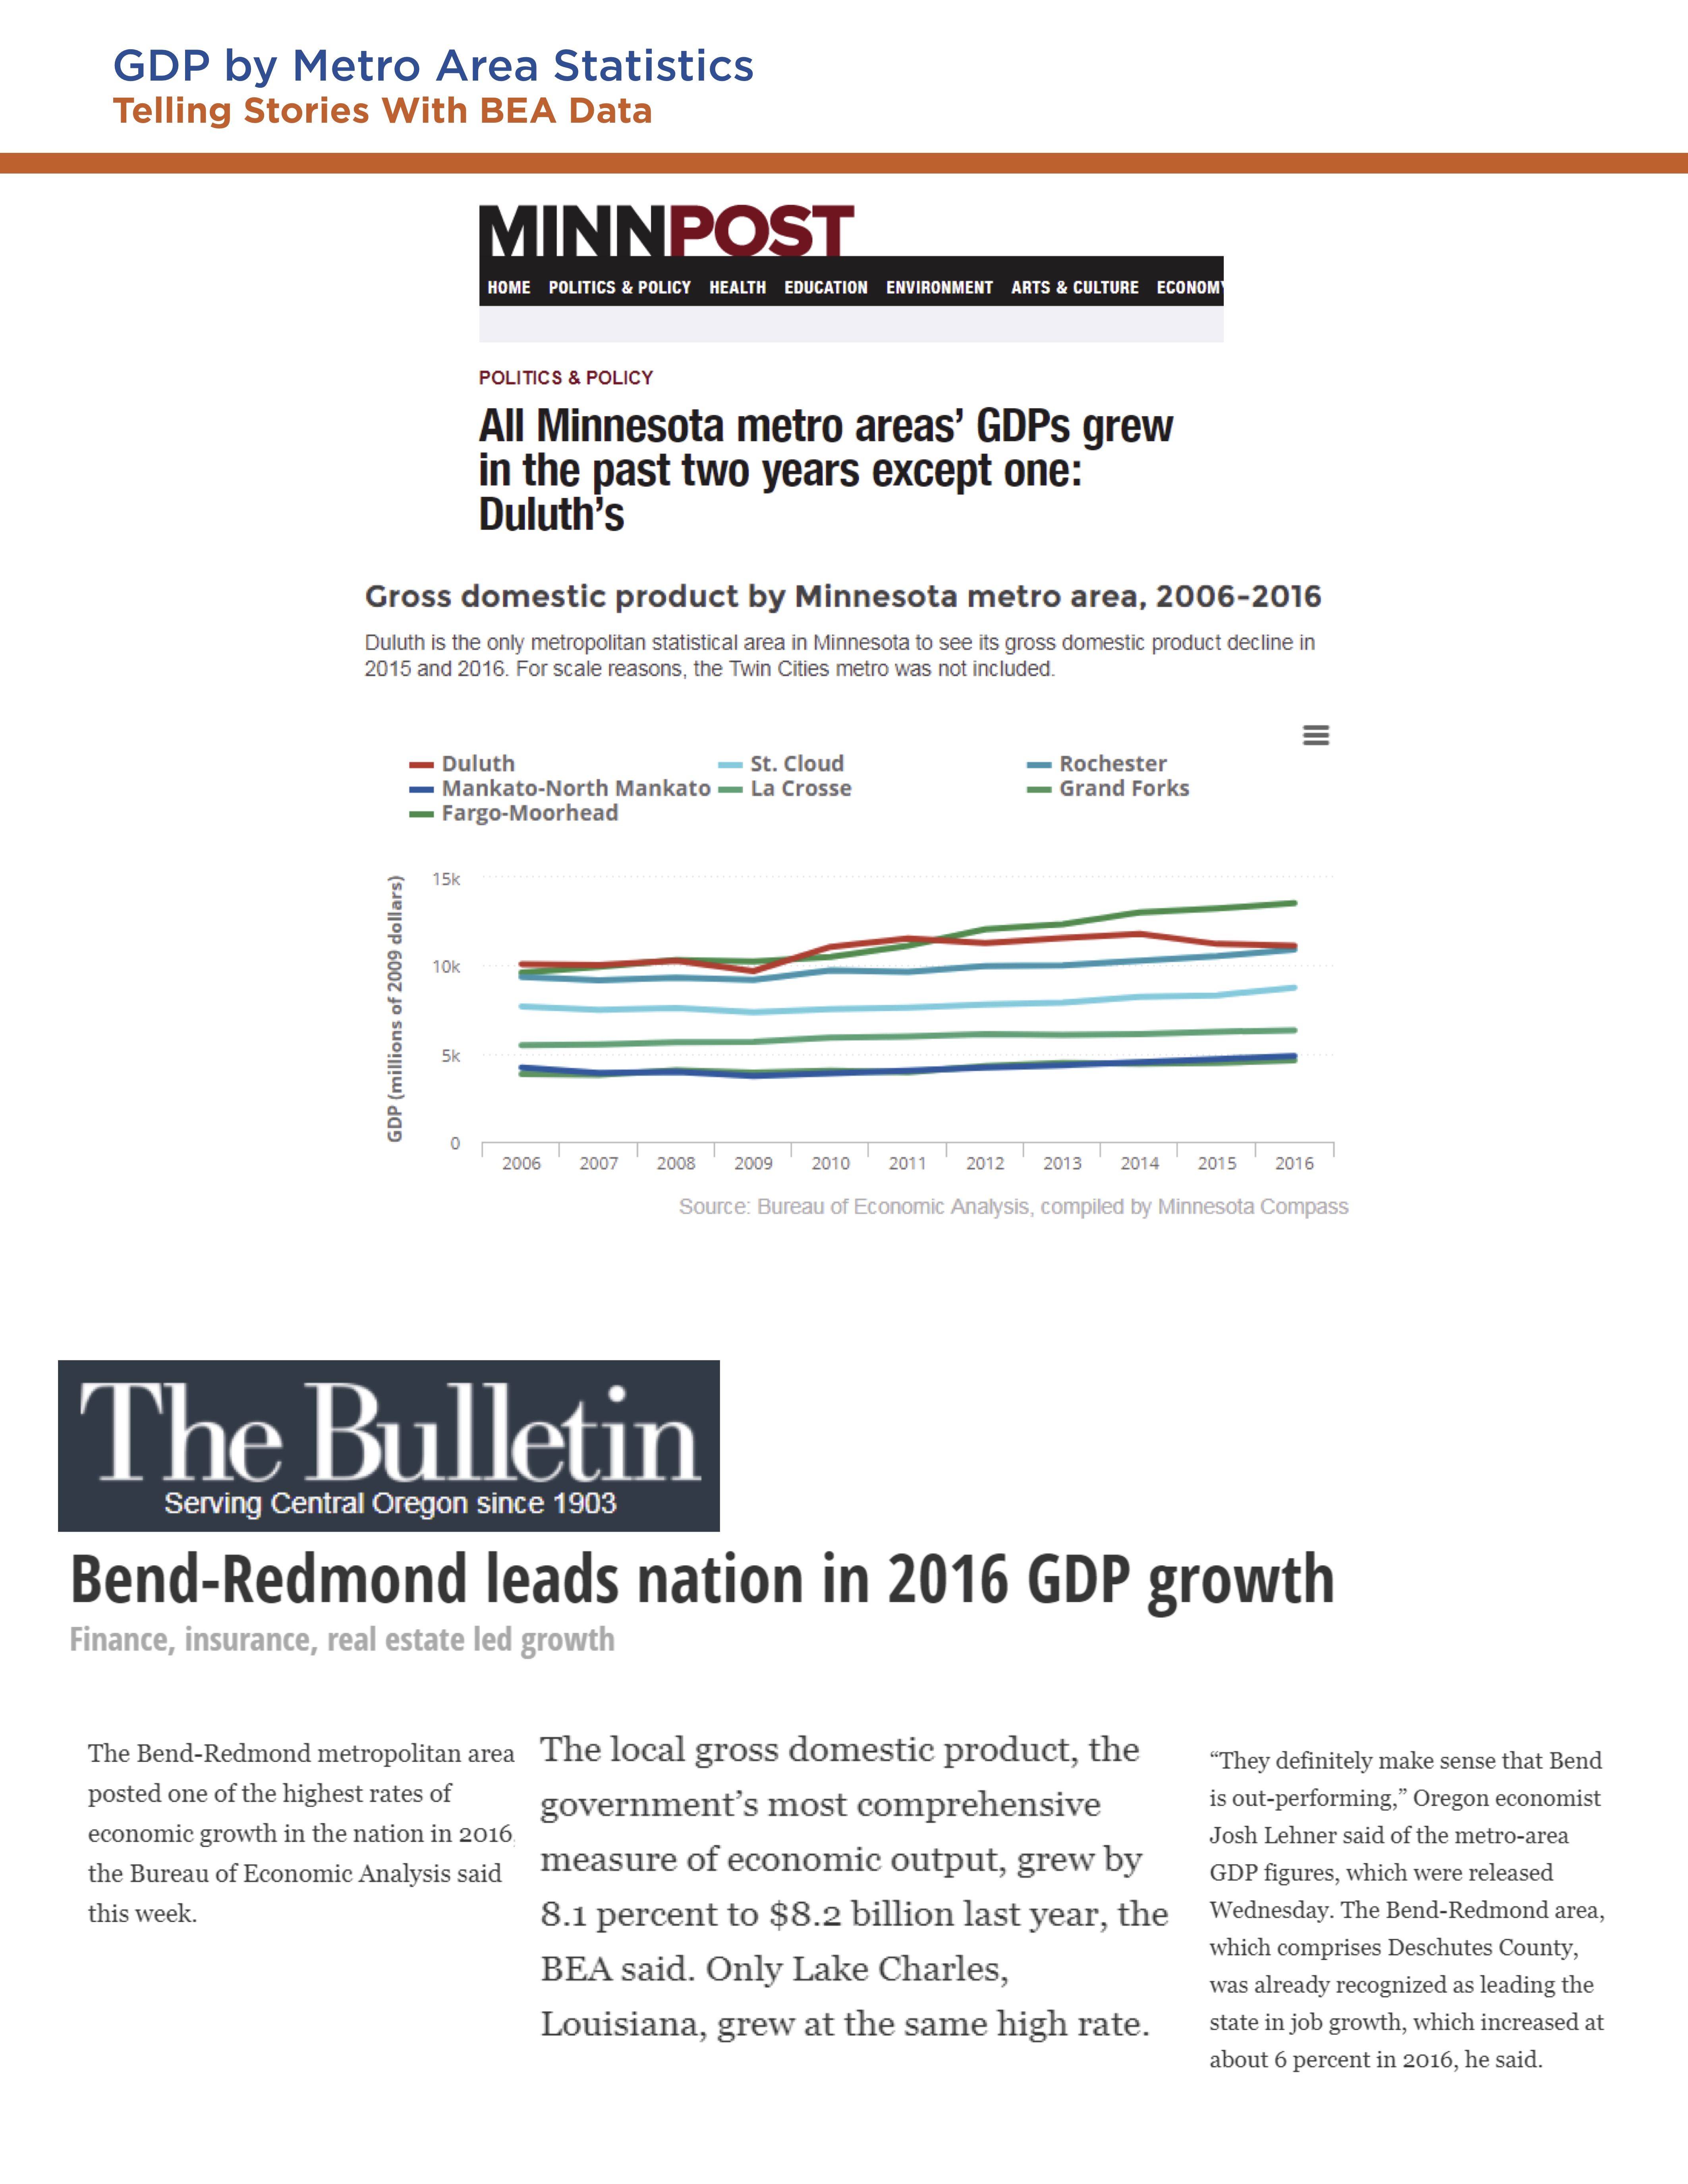 GDP by Metro Area Statistics
Telling Stories With BEA Data
MINNPOST
HOME POLITICS & POLICY HEALTH EDUCATION ENVIRONMENT ARTS & CULTURE ECONOMY
POLITICS & POLICY
All Minnesota metro areas’ GDPs grew
in the past two years except one:
Duluth’s
Gross domestic product by Minnesota metro area, 2006-2016
Duluth is the only metropolitan statistical area in Minnesota to see its gross domestic product decline in
2015 and 2016. For scale reasons, the Twin Cities metro was not included.
Duluth St. Cloud Rochester
Mankato-North Mankato La Crosse Grand Forks
Fargo-Moorhead
GDP (millions of 2009 dollars)
15k
10k
5k
0
2006 2007 2008 2009 2010 2011 2012 2013 2014 2015 2016
Source: Bureau of Economic Analysis, compiled by Minnesota Compass
The Bulletin
Serving Central Oregon since 1903
Bend-Redmond leads nation in 2016 GDP growth
Finance, insurance, real estate led growth
The Bend-Redmond metropolitan area
posted one of the highest rates of
economic growth in the nation in 2016,
the Bureau of Economic Analysis said
this week.
The local gross domestic product, the
government’s most comprehensive
measure of economic output, grew by
8.1 percent to $8.2 billion last year, the
BEA said. Only Lake Charles,
Louisiana, grew at the same high rate.
“They definitely make sense that Bend
is out-performing,” Oregon economist
Josh Lehner said of the metro-area
GDP figures, which were released
Wednesday. The Bend-Redmond area,
which comprises Deschutes County,
was already recognized as leading the
state in job growth, which increased at
about 6 percent in 2016, he said.